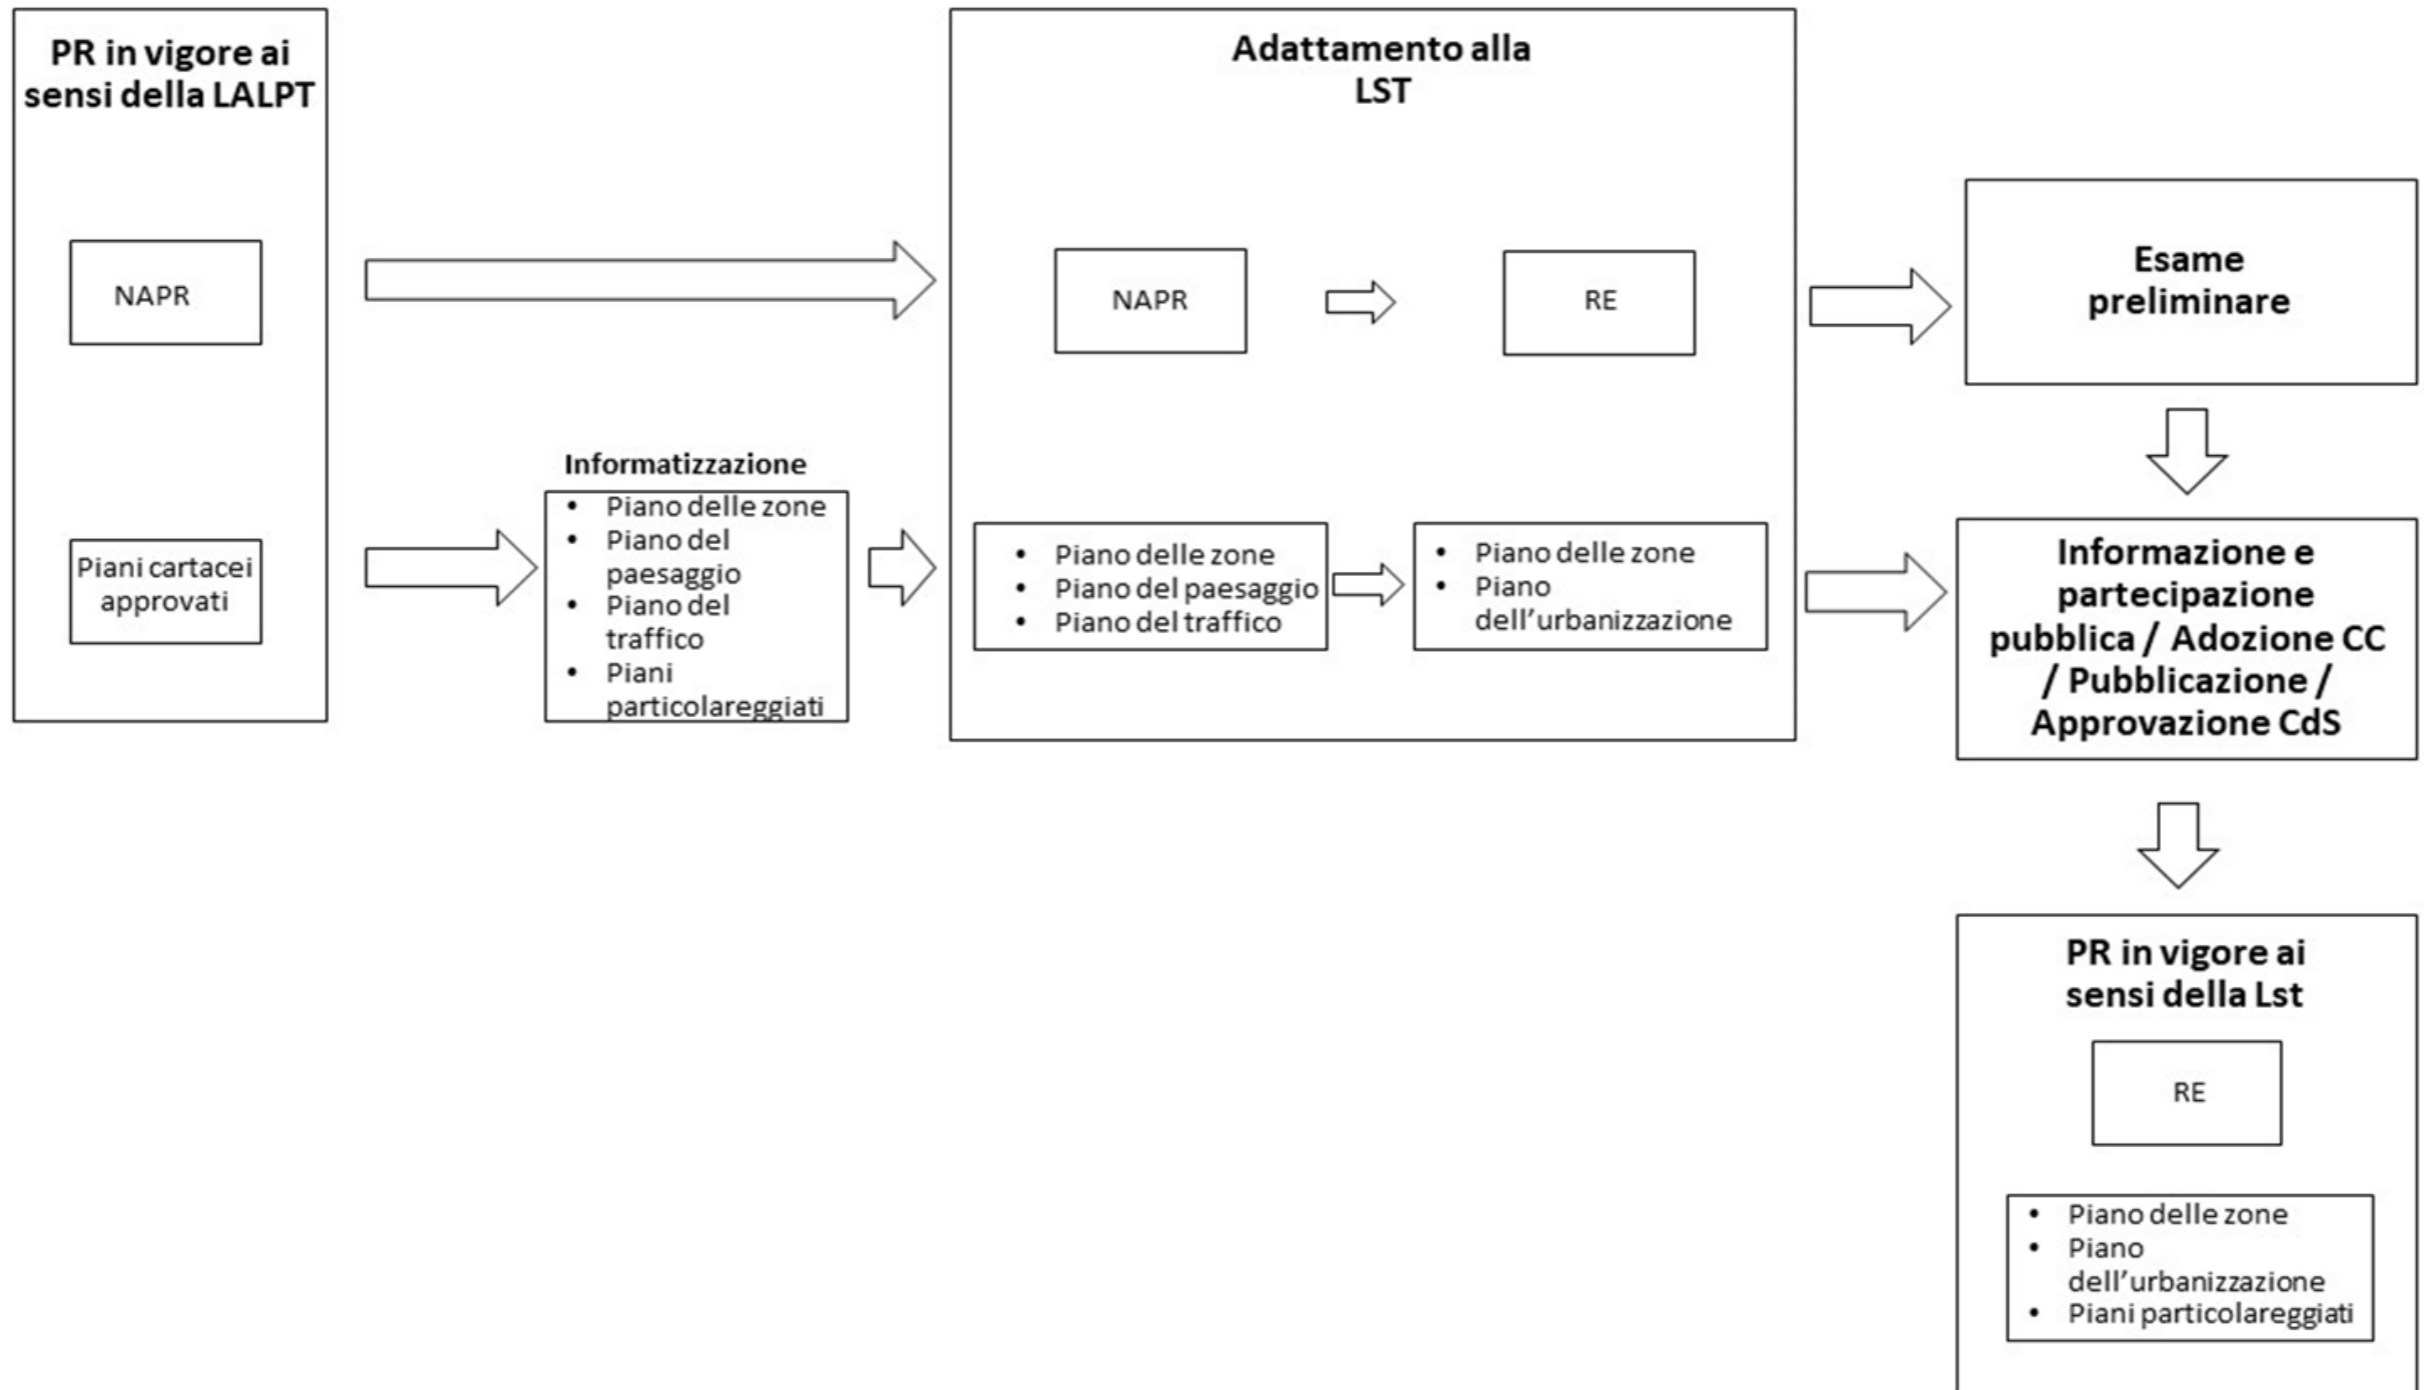 PR in vigore ai
sensi della LALPT
NAPR
Piani cartacei
approvati
Informatizzazione
• Piano delle zone
• Piano del
paesaggio
• Piano del
traffico
• Piani
particolareggiati
Adattamento alla
LST
NAPR
RE
• Piano delle zone
• Piano del paesaggio
• Piano del traffico
• Piano delle zone
• Piano
dell’urbanizzazione
Esame
preliminare
Informazione e
partecipazione
pubblica / Adozione CC
/ Pubblicazione /
Approvazione CdS
PR in vigore ai
sensi della Lst
RE
• Piano delle zone
• Piano
dell’urbanizzazione
• Piani particolareggiati